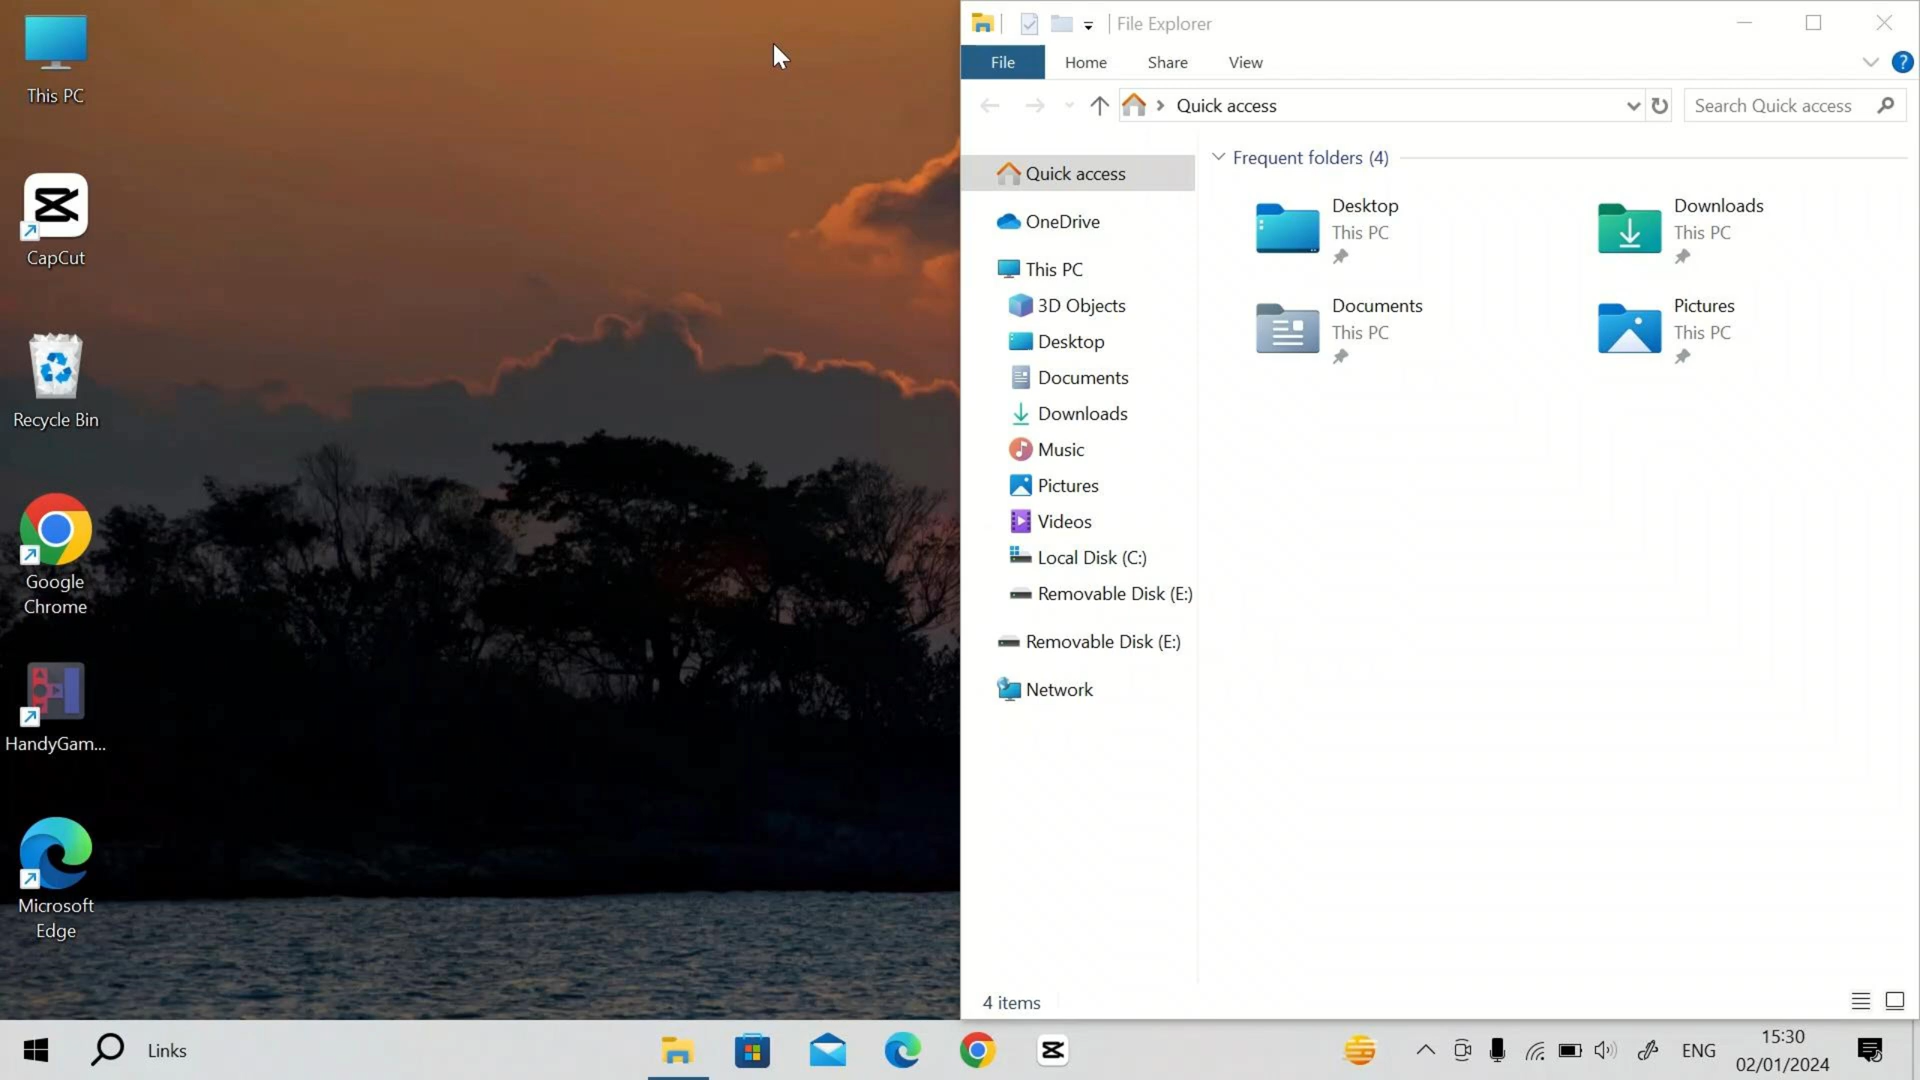 This PC
CapCut
Recycle Bin
Google
Chrome
HandyGam...
Microsoft
Edge
File Explorer
File
Home
Share
View
?
Quick access
Search Quick access
Quick access
OneDrive
This PC
3D Objects
Desktop
Documents
Downloads
Music
Pictures
Videos
Local Disk (C:)
Removable Disk (E:)
Removable Disk (E:)
Network
Frequent folders (4)
Desktop
This PC
Downloads
This PC
Documents
This PC
Pictures
This PC
4 items
Links
ENG
15:30
02/01/2024